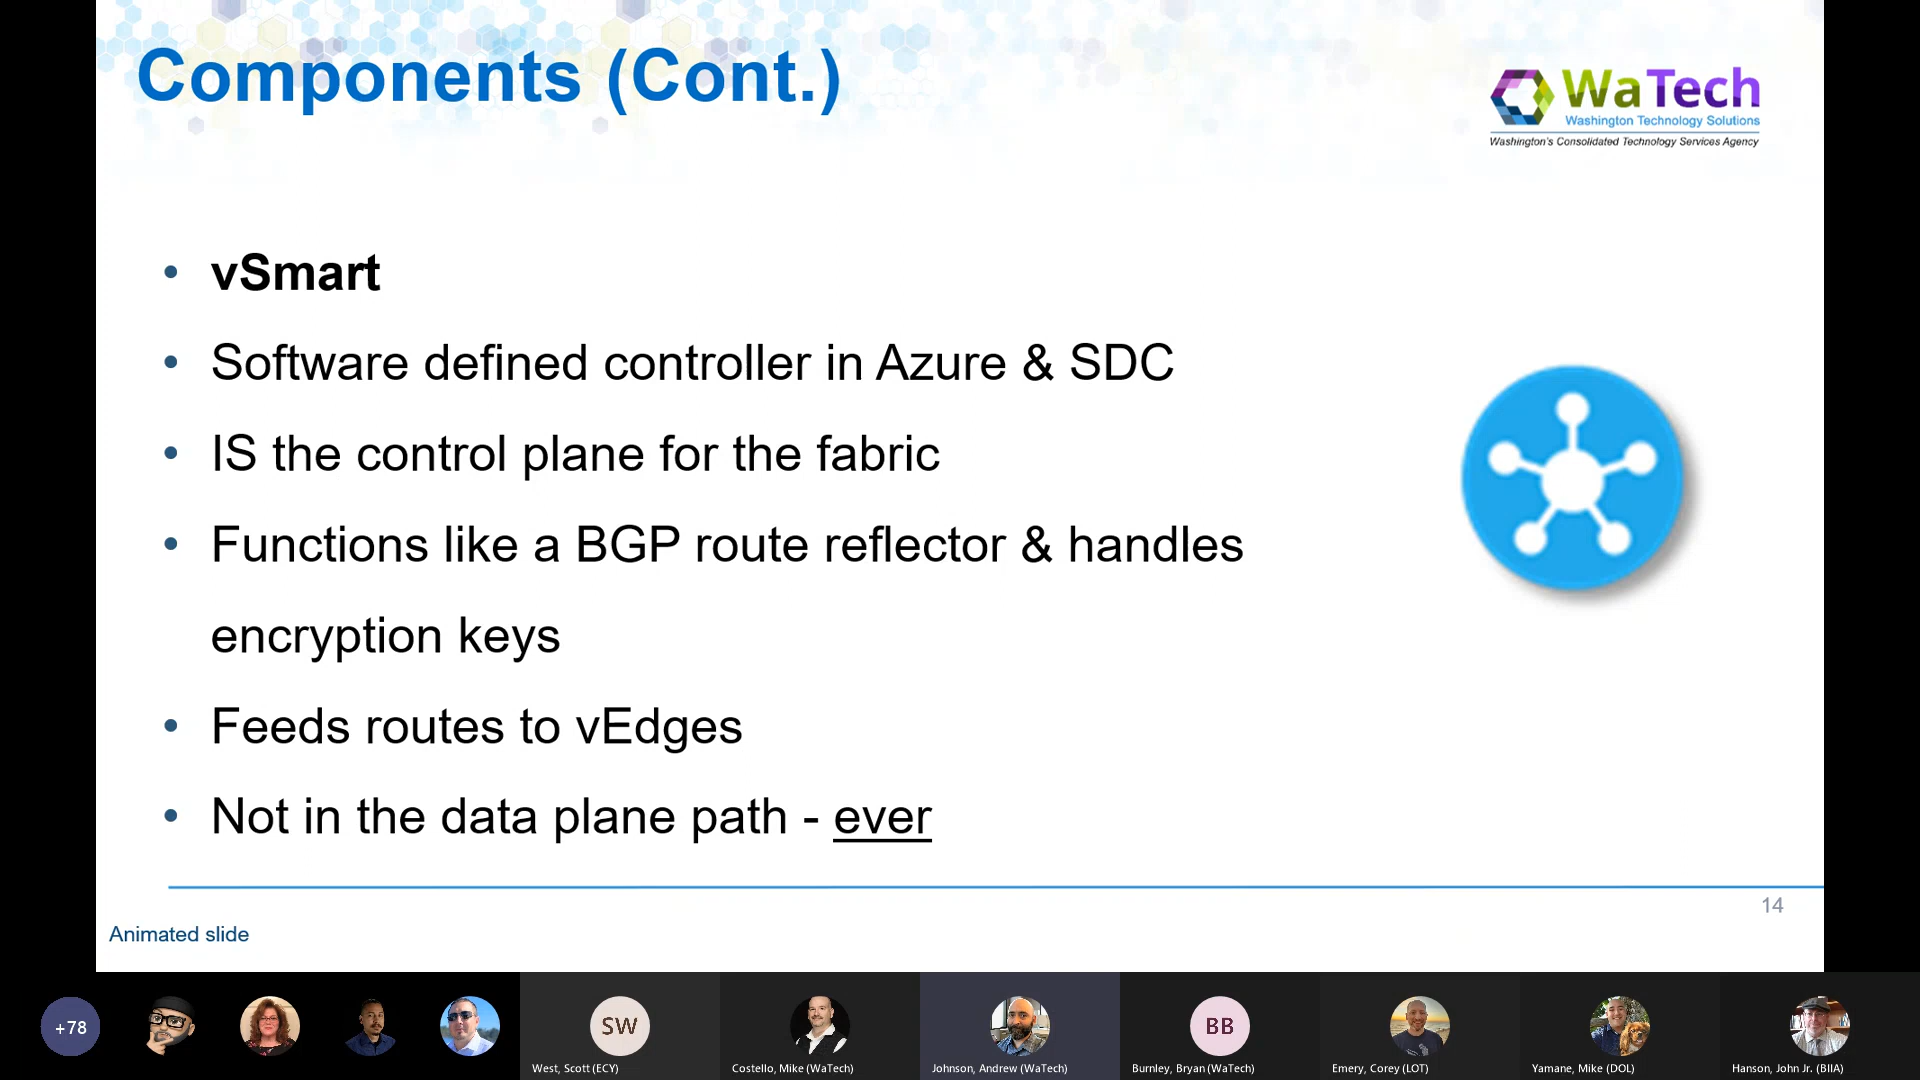 Components (Cont.)
WaTech
Washington Technology Solutions
Washington's Consolidated Technology Services Agency
• vSmart
• Software defined controller in Azure & SDC
• IS the control plane for the fabric
• Functions like a BGP route reflector & handles
encryption keys
• Feeds routes to vEdges
• Not in the data plane path - ever
14
Animated slide
+78
SW
BB
West, Scott (ECY)
Costello, Mike (WaTech)
Johnson, Andrew (WaTech)
Burnley, Bryan (WaTech)
Emery, Corey (LOT)
Yamane, Mike (DOL)
Hanson, John Jr. (BIIA)